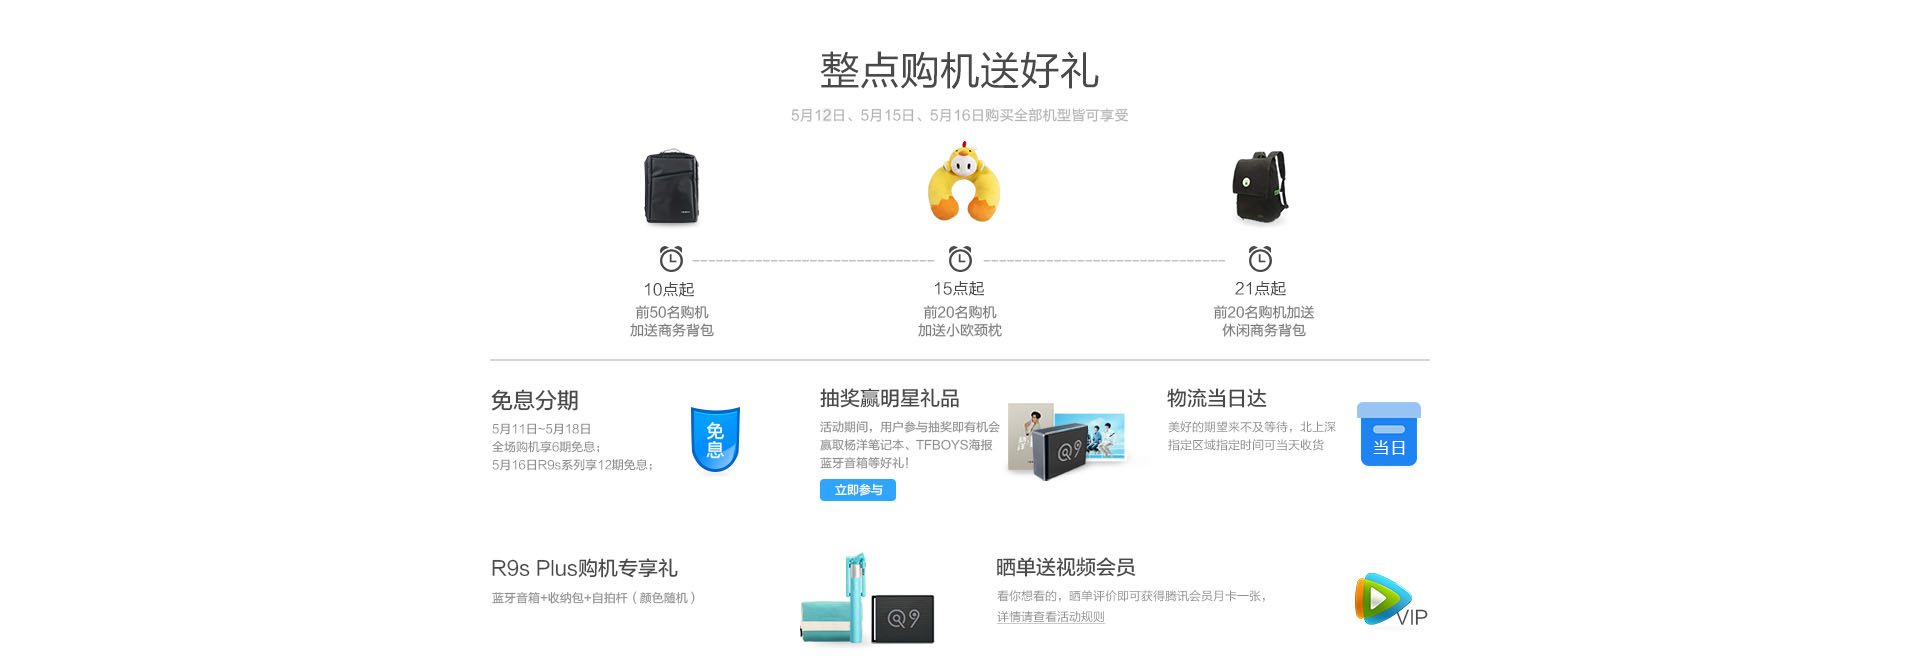 整点购机送好礼
5月12日、5月15日、5月16日购买全部机型皆可享受
10点起
前50名购机
加送商务背包
15点起
前20名购机
加送小欧颈枕
21点起
前20名购机加送
休闲商务背包
免息分期
5月11日~5月18日
全场购机享6期免息；
5月16日R9s系列享12期免息；
免息
抽奖赢明星礼品
活动期间，用户参与抽奖即有机会
赢取杨洋笔记本、TFBOYS海报
蓝牙音箱等好礼！
立即参与
Q9
物流当日达
美好的期望来不及等待，北上深
指定区域指定时间可当天收货
当日
R9s Plus购机专享礼
蓝牙音箱+收纳包+自拍杆（颜色随机）
Q9
晒单送视频会员
看你想看的，晒单评价即可获得腾讯会员月卡一张，
详情请查看活动规则
VIP